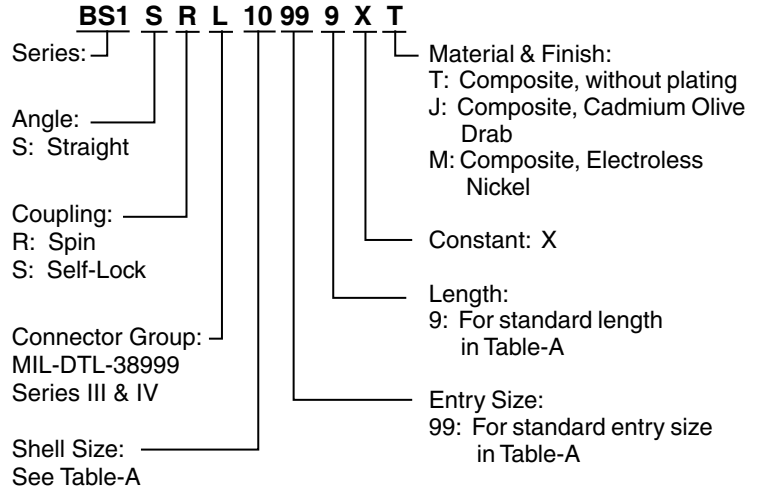 BS1 S R L 10 99 9 X T
Series:
Angle:
S: Straight
Coupling:
R: Spin
S: Self-Lock
Connector Group:
MIL-DTL-38999
Series III & IV
Shell Size:
See Table-A
Material & Finish:
T: Composite, without plating
J: Composite, Cadmium Olive
Drab
M: Composite, Electroless
Nickel
Constant: X
Length:
9: For standard length
in Table-A
Entry Size:
99: For standard entry size
in Table-A